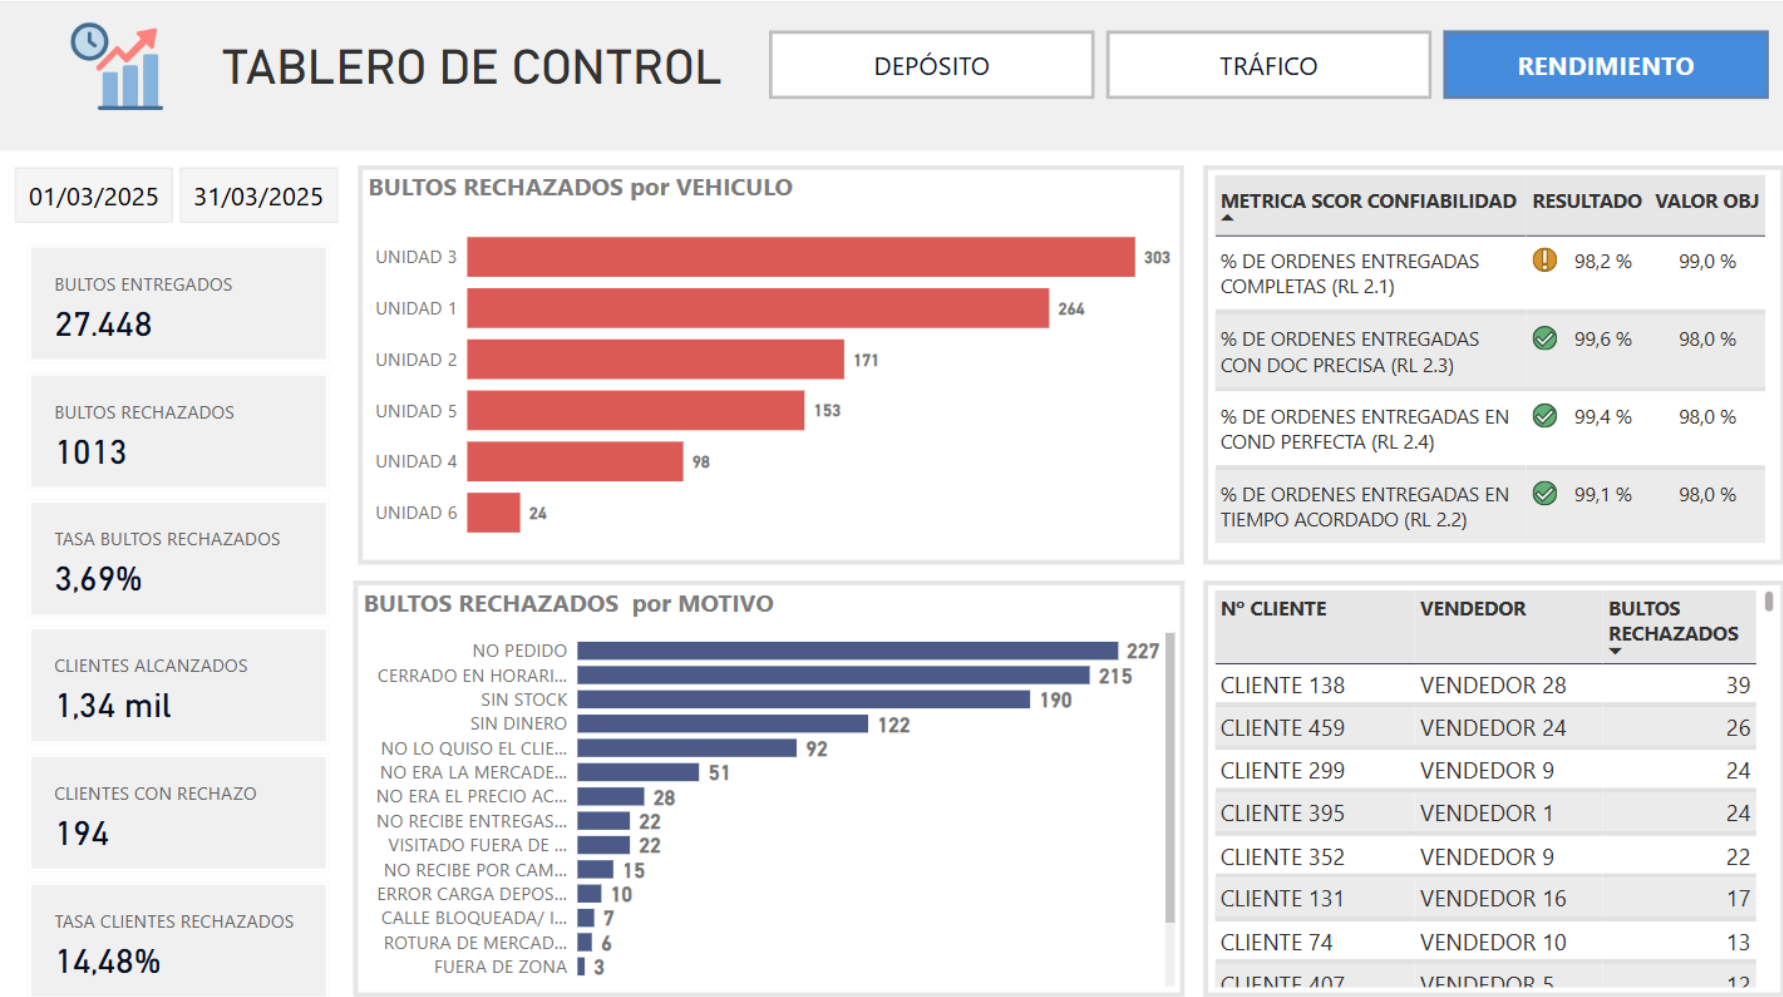 TABLERO DE CONTROL
DEPÓSITO
TRÁFICO
RENDIMIENTO
01/03/2025
31/03/2025
BULTOS ENTREGADOS
27.448
BULTOS RECHAZADOS
1013
TASA BULTOS RECHAZADOS
3,69%
CLIENTES ALCANZADOS
1,34 mil
CLIENTES CON RECHAZO
194
TASA CLIENTES RECHAZADOS
14,48%
BULTOS RECHAZADOS por VEHICULO
UNIDAD 3 303
UNIDAD 1 264
UNIDAD 2 171
UNIDAD 5 153
UNIDAD 4 98
UNIDAD 6 24
BULTOS RECHAZADOS por MOTIVO
NO PEDIDO 227
CERRADO EN HORARI... 215
SIN STOCK 190
SIN DINERO 122
NO LO QUISO EL CLIE... 92
NO ERA LA MERCADE... 51
NO ERA EL PRECIO AC... 28
NO RECIBE ENTREGAS... 22
VISITADO FUERA DE ... 22
NO RECIBE POR CAM... 15
ERROR CARGA DEPOS... 10
CALLE BLOQUEADA/ I... 7
ROTURA DE MERCAD... 6
FUERA DE ZONA 3
METRICA SCOR CONFIABILIDAD RESULTADO VALOR OBJ
% DE ORDENES ENTREGADAS 98,2 % 99,0 %
COMPLETAS (RL 2.1)
% DE ORDENES ENTREGADAS 99,6 % 98,0 %
CON DOC PRECISA (RL 2.3)
% DE ORDENES ENTREGADAS EN 99,4 % 98,0 %
COND PERFECTA (RL 2.4)
% DE ORDENES ENTREGADAS EN 99,1 % 98,0 %
TIEMPO ACORDADO (RL 2.2)
Nº CLIENTE VENDEDOR BULTOS
RECHAZADOS
CLIENTE 138 VENDEDOR 28 39
CLIENTE 459 VENDEDOR 24 26
CLIENTE 299 VENDEDOR 9 24
CLIENTE 395 VENDEDOR 1 24
CLIENTE 352 VENDEDOR 9 22
CLIENTE 131 VENDEDOR 16 17
CLIENTE 74 VENDEDOR 10 13
CLIENTE 407 VENDEDOR 5 12